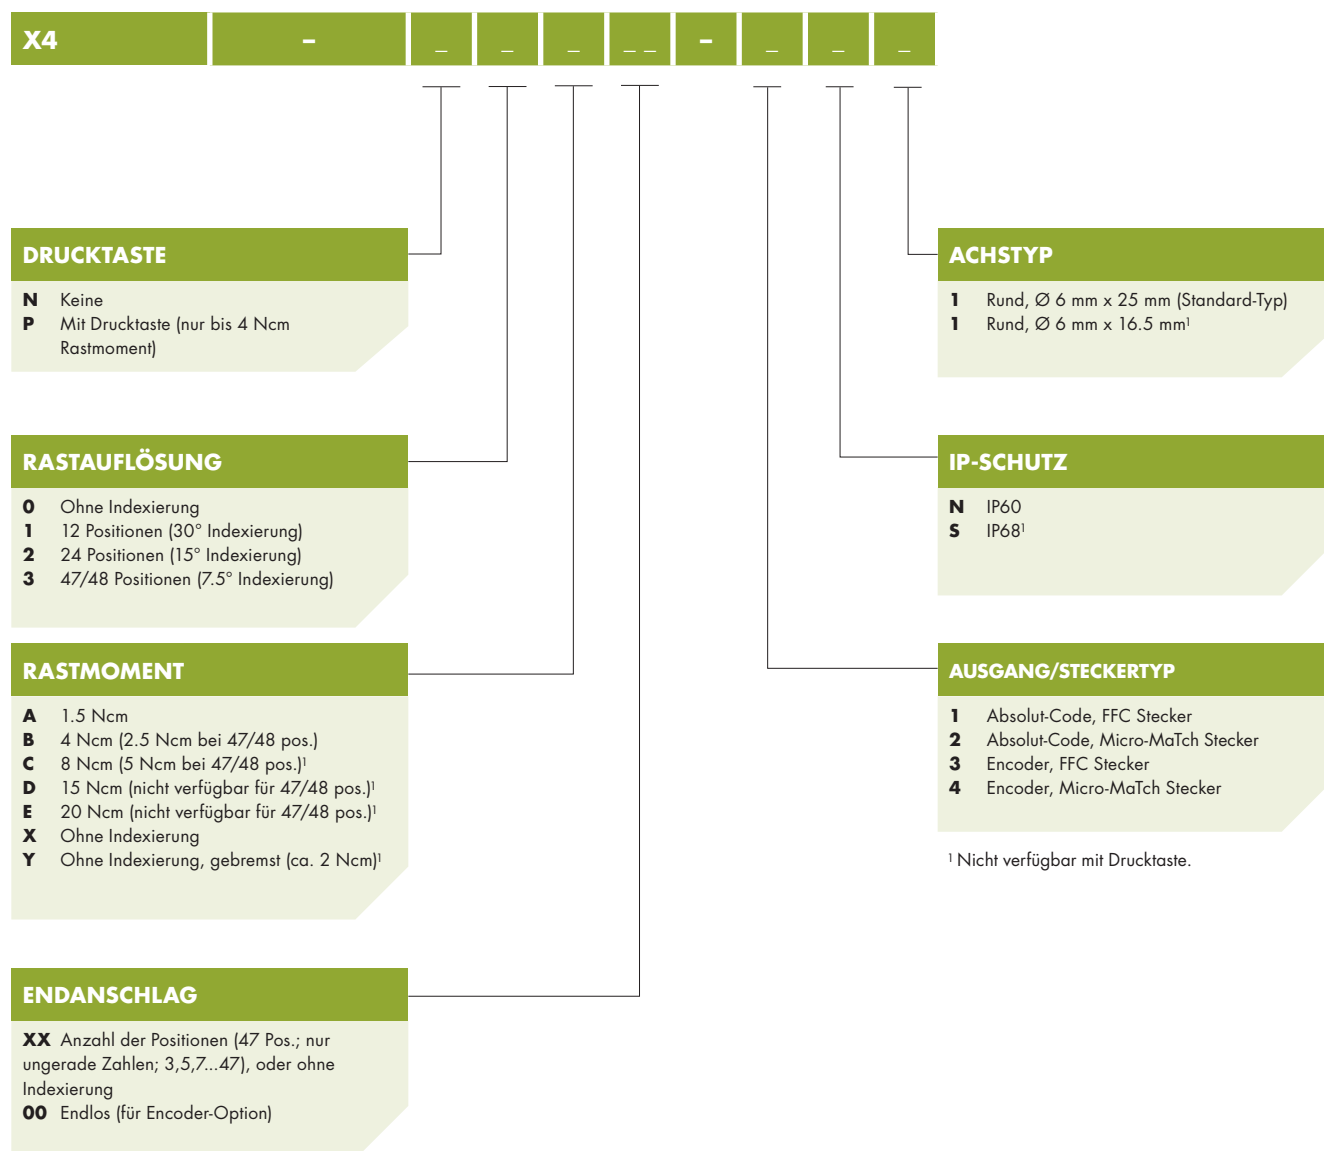 X4 – _ _ _ _ _ – _ _ _
DRUCKTASTE
N Keine
P Mit Drucktaste (nur bis 4 Ncm
Rastmoment)
RASTAUFLÖSUNG
0 Ohne Indexierung
1 12 Positionen (30° Indexierung)
2 24 Positionen (15° Indexierung)
3 47/48 Positionen (7.5° Indexierung)
RASTMOMENT
A 1.5 Ncm
B 4 Ncm (2.5 Ncm bei 47/48 pos.)
C 8 Ncm (5 Ncm bei 47/48 pos.)¹
D 15 Ncm (nicht verfügbar für 47/48 pos.)¹
E 20 Ncm (nicht verfügbar für 47/48 pos.)¹
X Ohne Indexierung
Y Ohne Indexierung, gebremst (ca. 2 Ncm)¹
ENDANSCHLAG
XX Anzahl der Positionen (47 Pos.; nur
ungerade Zahlen; 3,5,7...47), oder ohne
Indexierung
00 Endlos (für Encoder-Option)
ACHSTYP
1 Rund, Ø 6 mm x 25 mm (Standard-Typ)
1 Rund, Ø 6 mm x 16.5 mm¹
IP-SCHUTZ
N IP60
S IP68¹
AUSGANG/STECKERTYP
1 Absolut-Code, FFC Stecker
2 Absolut-Code, Micro-MaTch Stecker
3 Encoder, FFC Stecker
4 Encoder, Micro-MaTch Stecker
¹ Nicht verfügbar mit Drucktaste.